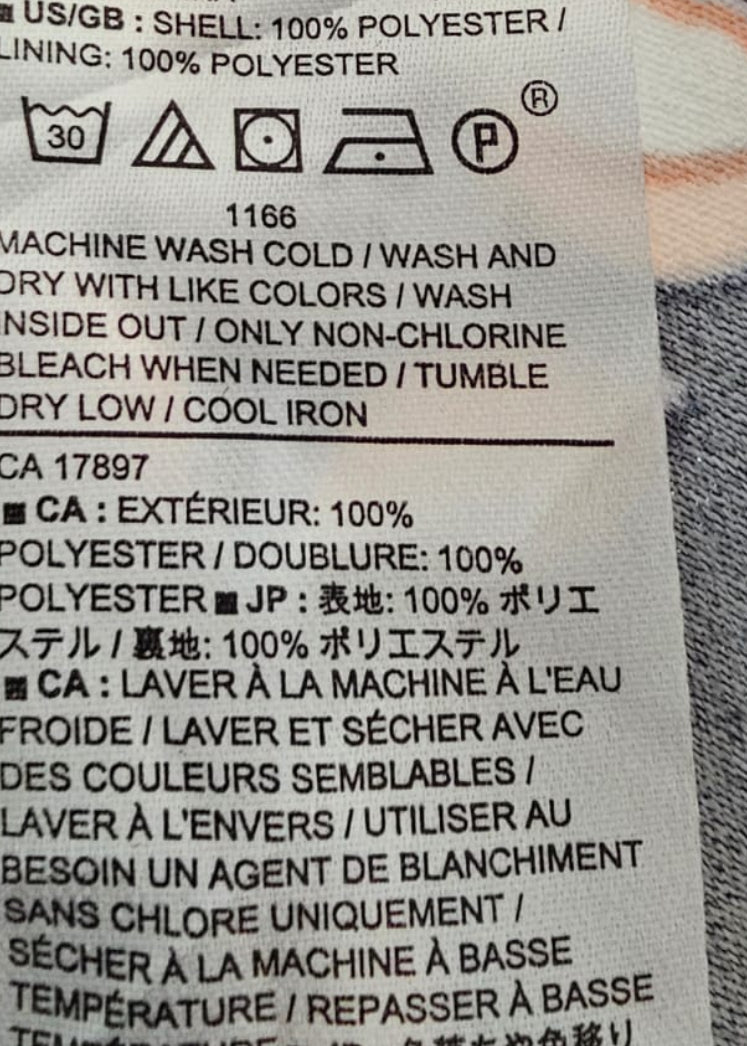 US/GB : SHELL: 100% POLYESTER /
LINING: 100% POLYESTER
30 P ®
1166
MACHINE WASH COLD / WASH AND
DRY WITH LIKE COLORS / WASH
INSIDE OUT / ONLY NON-CHLORINE
BLEACH WHEN NEEDED / TUMBLE
DRY LOW / COOL IRON
CA 17897
CA : EXTÉRIEUR: 100%
POLYESTER / DOUBLURE: 100%
POLYESTER ■ JP : 表地: 100% ポリエ
ステル / 裏地: 100% ポリエステル
CA : LAVER À LA MACHINE À L'EAU
FROIDE / LAVER ET SÉCHER AVEC
DES COULEURS SEMBLABLES /
LAVER À L'ENVERS / UTILISER AU
BESOIN UN AGENT DE BLANCHIMENT
SANS CHLORE UNIQUEMENT /
SÉCHER À LA MACHINE À BASSE
TEMPÉRATURE / REPASSER À BASSE